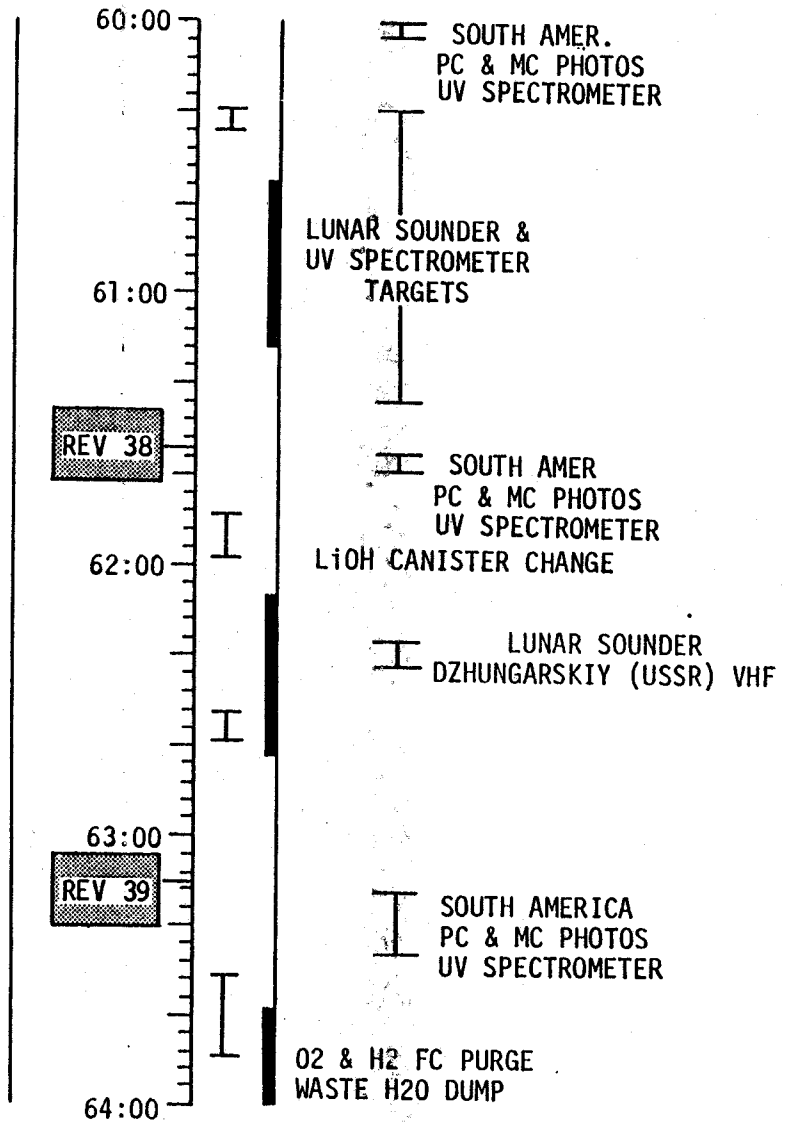 60:00
SOUTH AMER.
PC & MC PHOTOS
UV SPECTROMETER
LUNAR SOUNDER &
UV SPECTROMETER
TARGETS
61:00
REV 38
SOUTH AMER
PC & MC PHOTOS
UV SPECTROMETER
62:00
LiOH CANISTER CHANGE
LUNAR SOUNDER
DZHUNGARSKIY (USSR) VHF
63:00
REV 39
SOUTH AMERICA
PC & MC PHOTOS
UV SPECTROMETER
O2 & H2 FC PURGE
WASTE H2O DUMP
64:00